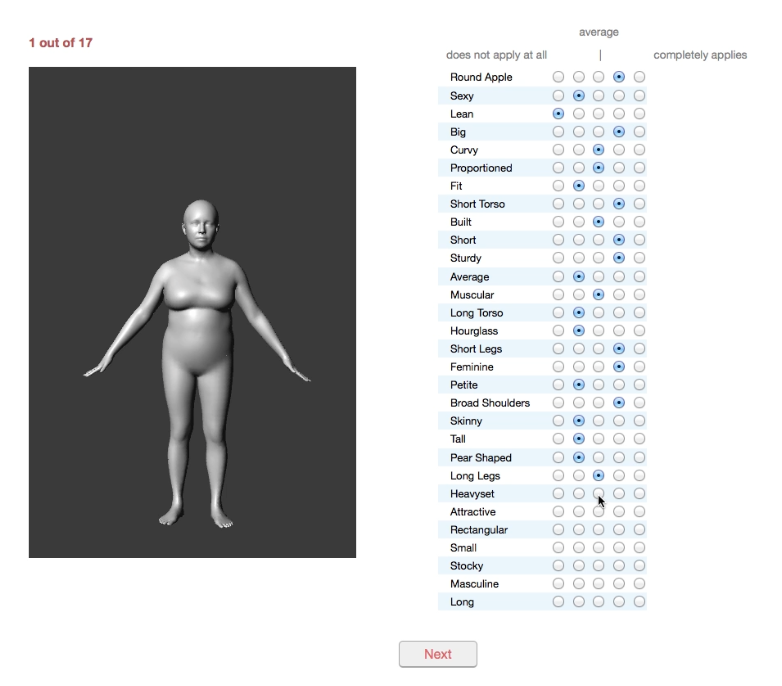 average
1 out of 17
does not apply at all | completely applies
Round Apple
Sexy
Lean
Big
Curvy
Proportioned
Fit
Short Torso
Built
Short
Sturdy
Average
Muscular
Long Torso
Hourglass
Short Legs
Feminine
Petite
Broad Shoulders
Skinny
Tall
Pear Shaped
Long Legs
Heavyset
Attractive
Rectangular
Small
Stocky
Masculine
Long
Next